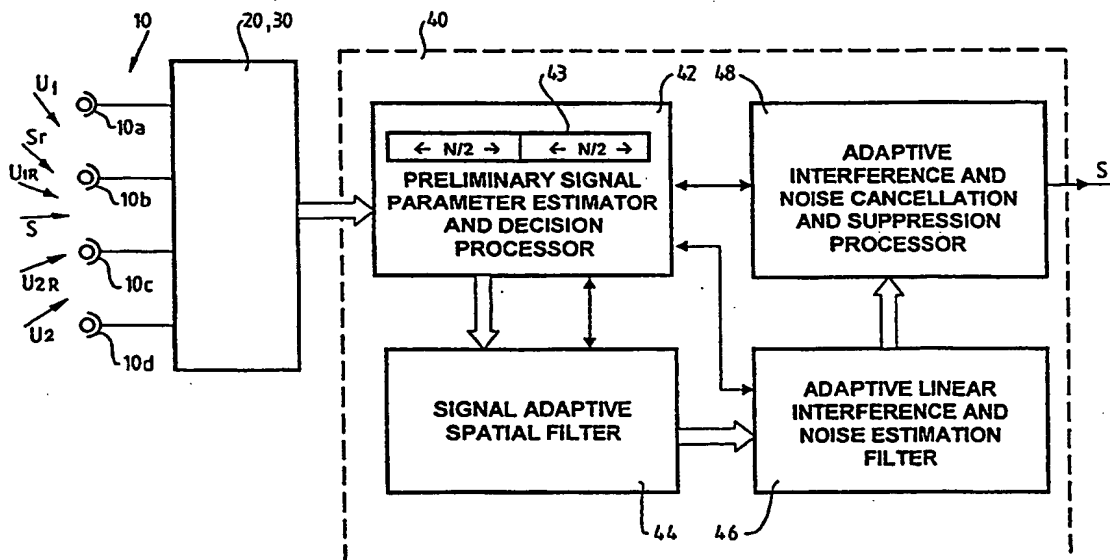 10
20,30
40
43
42
48
U1
10a
Sr
U1R
10b
S
U2R
10c
U2
10d
← N/2 → ← N/2 →
PRELIMINARY SIGNAL
PARAMETER ESTIMATOR
AND DECISION
PROCESSOR
ADAPTIVE
INTERFERENCE AND
NOISE CANCELLATION
AND SUPPRESSION
PROCESSOR
S
SIGNAL ADAPTIVE
SPATIAL FILTER
ADAPTIVE LINEAR
INTERFERENCE AND
NOISE ESTIMATION
FILTER
44
46